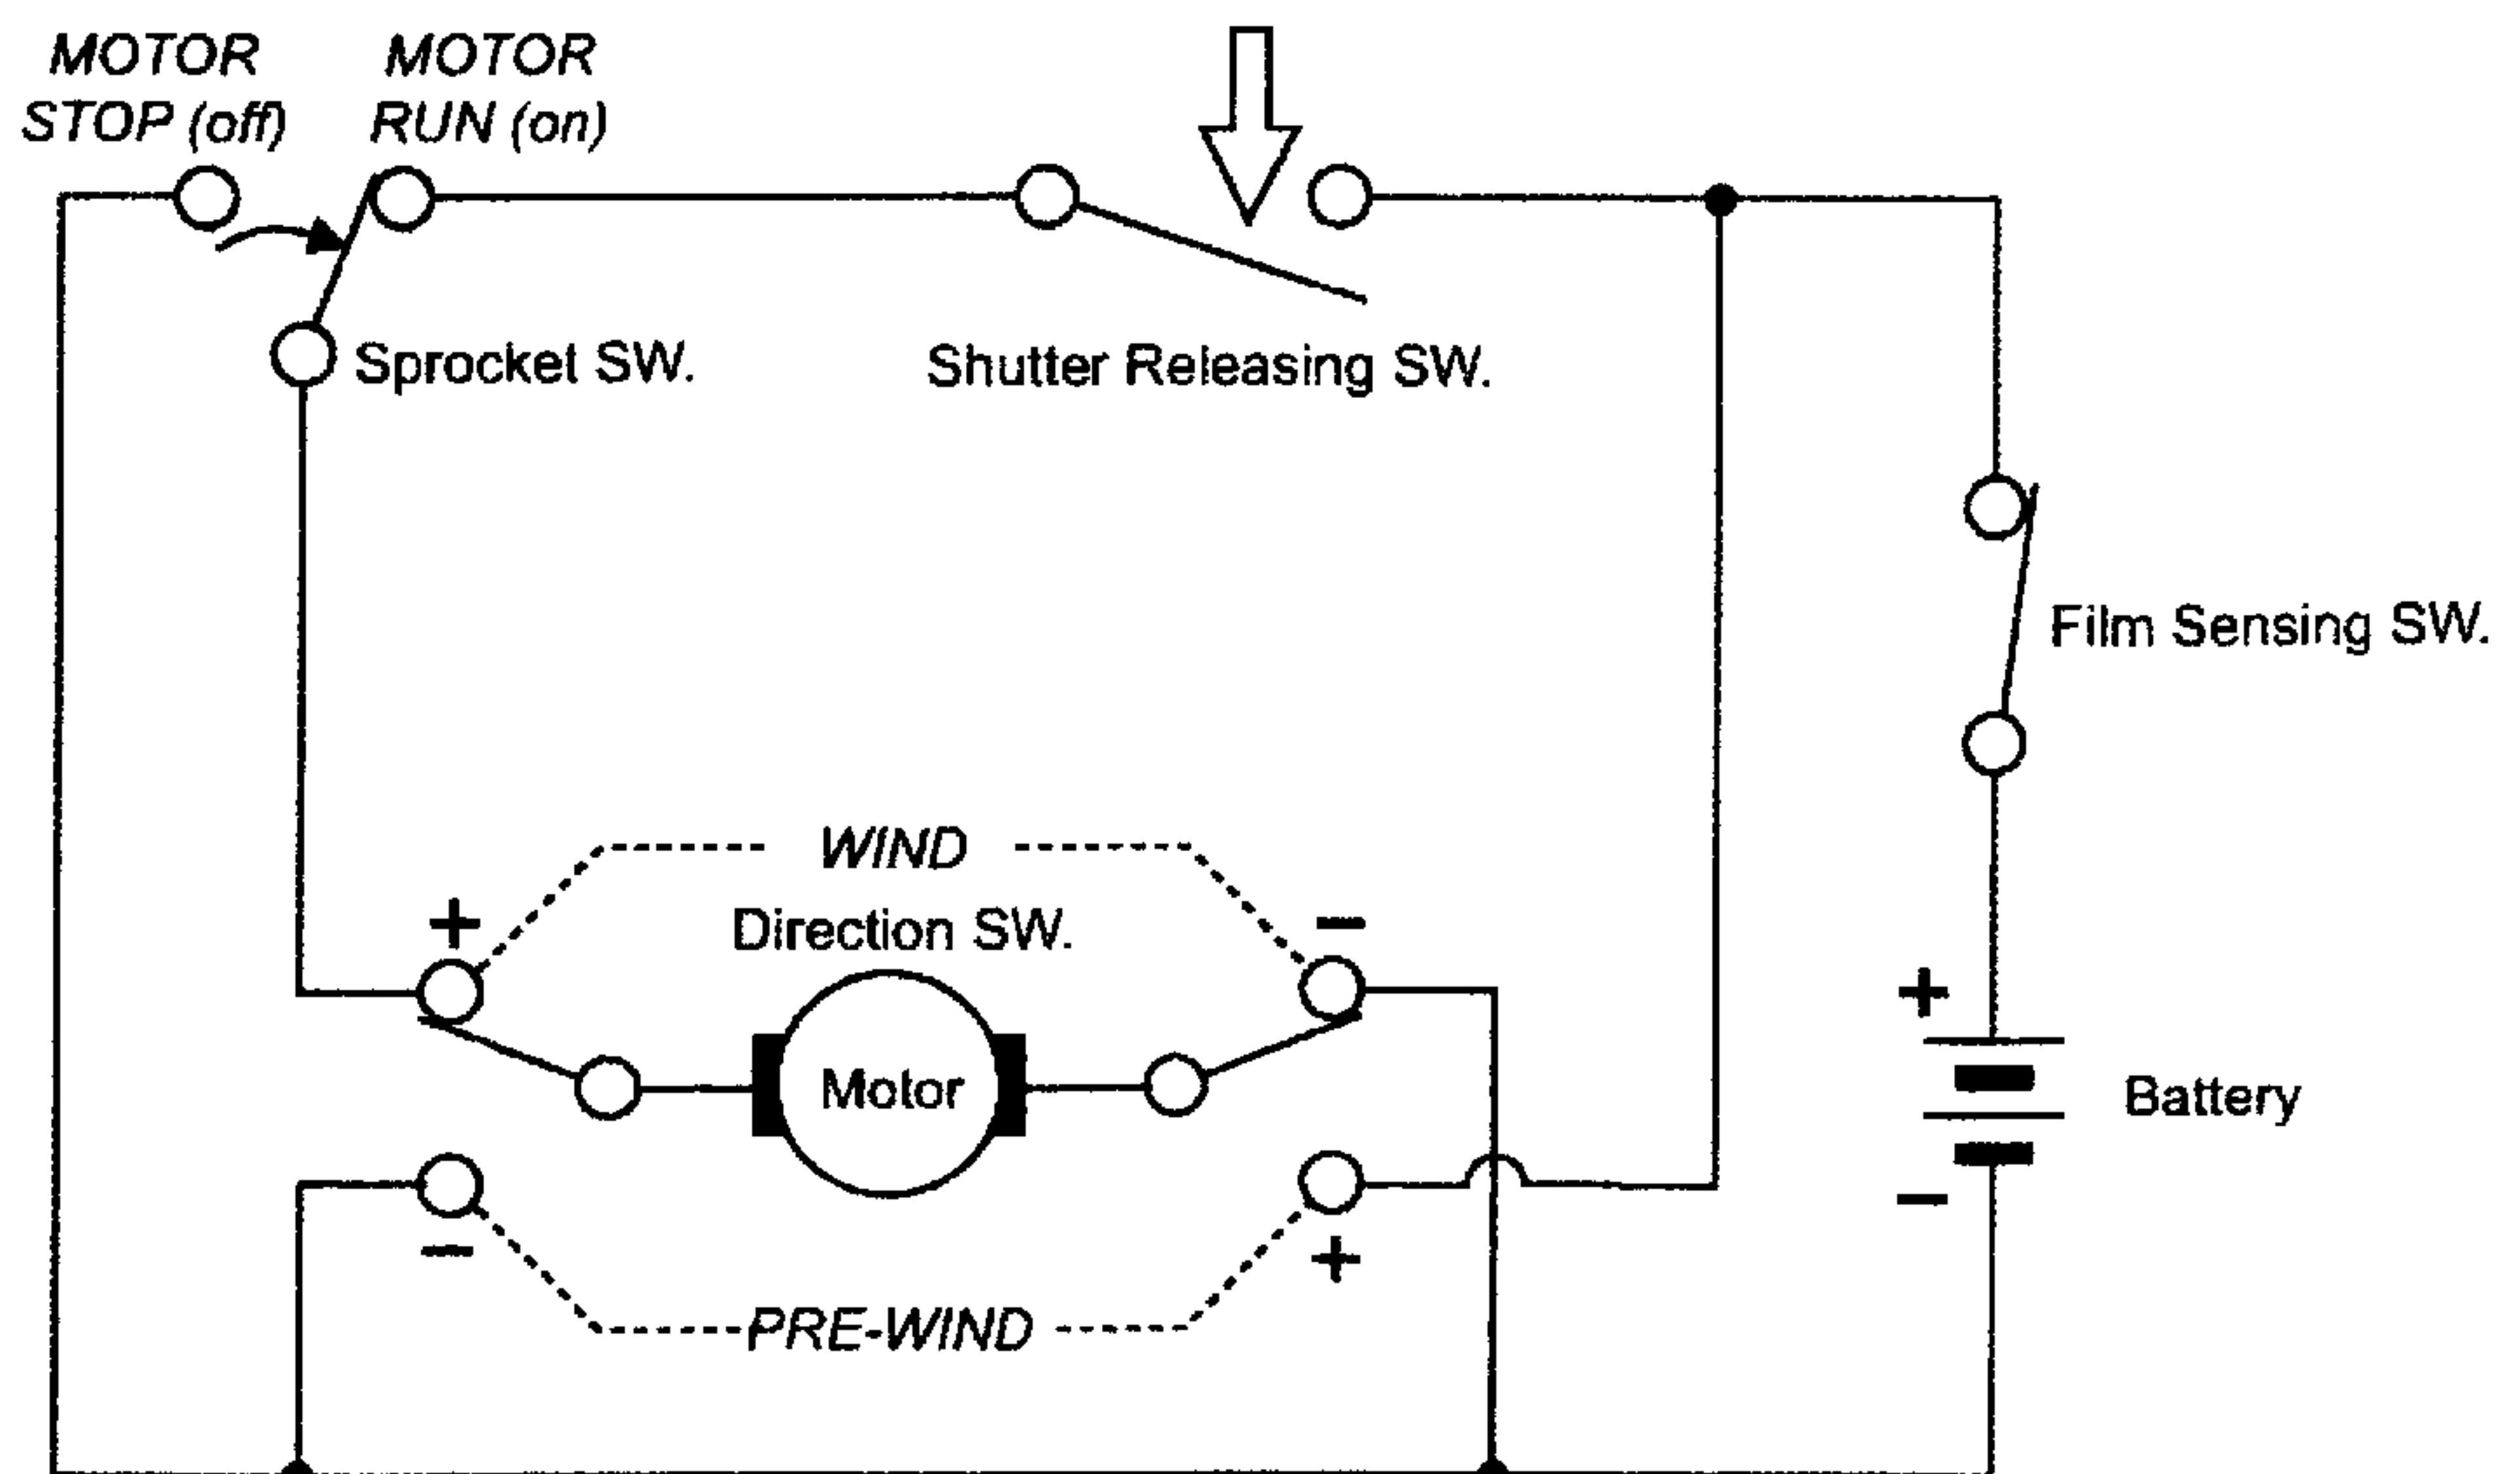 MOTOR
STOP (off)
MOTOR
RUN (on)
Sprocket SW.
Shutter Releasing SW.
Film Sensing SW.
WIND
Direction SW.
+
−
Motor
+
Battery
−
−
+
PRE-WIND